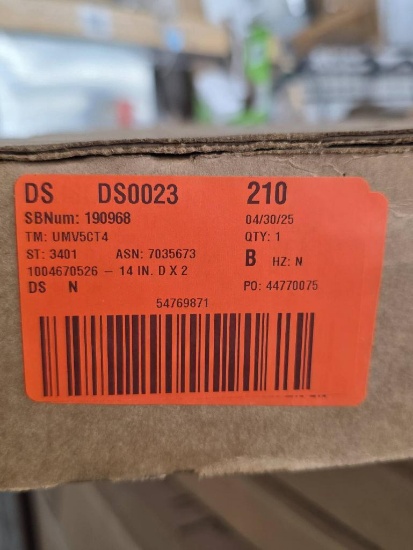 DS DS0023 210
SBNum: 190968 04/30/25
TM: UMV5CT4 QTY: 1
ST: 3401 ASN: 7035673 B HZ: N
1004670526 - 14 IN. D X 2
DS N PO: 44770075
54769871